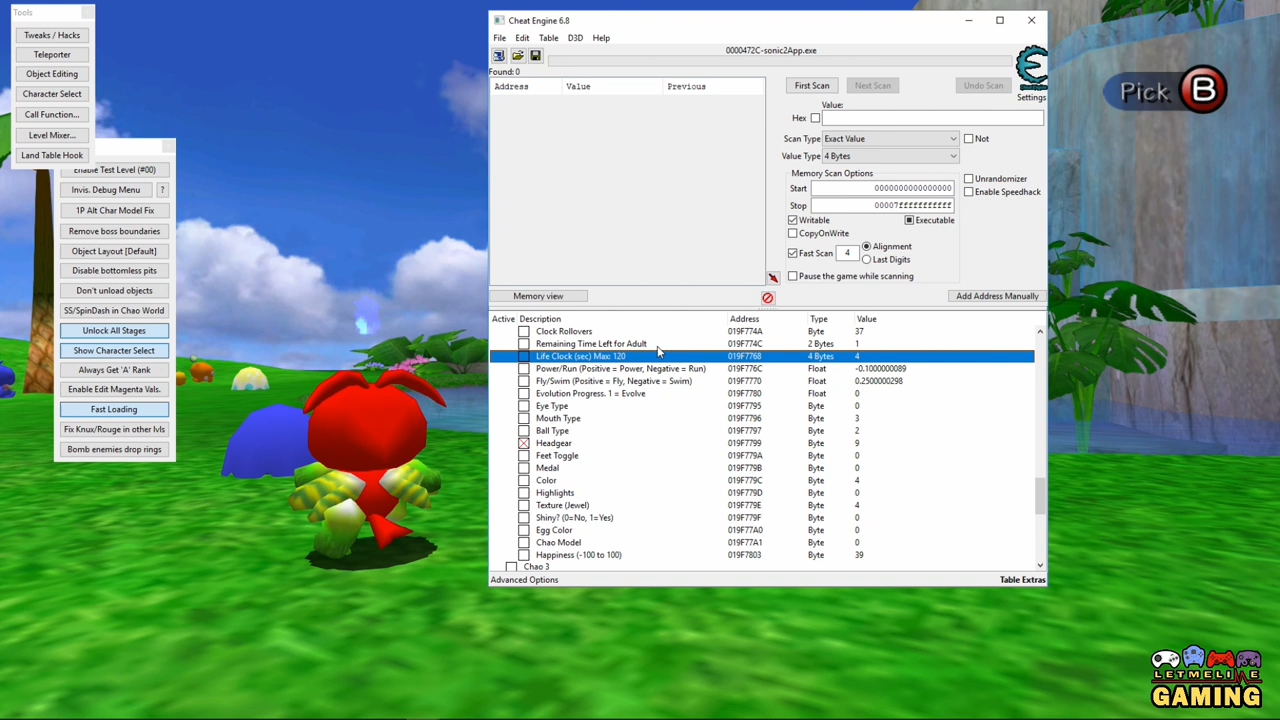 Tools
Tweaks / Hacks
Teleporter
Object Editing
Character Select
Call Function...
Level Mixer...
Land Table Hook
Enable Test Level (#00)
Invis. Debug Menu ?
1P Alt Char Model Fix
Remove boss boundaries
Object Layout [Default]
Disable bottomless pits
Don't unload objects
SS/SpinDash in Chao World
Unlock All Stages
Show Character Select
Always Get 'A' Rank
Enable Edit Magenta Vals.
Fast Loading
Fix Knux/Rouge in other lvls
Bomb enemies drop rings
Cheat Engine 6.8
File Edit Table D3D Help
0000472C-sonic2App.exe
Found: 0
Address Value Previous
First Scan Next Scan Undo Scan
Settings
Value:
Hex
Scan Type Exact Value Not
Value Type 4 Bytes
Memory Scan Options
Start 0000000000000000
Stop 00007fffffffffff
Unrandomizer
Enable Speedhack
Writable Executable
CopyOnWrite
Fast Scan 4 Alignment
Last Digits
Pause the game while scanning
Memory view Add Address Manually
Active Description Address Type Value
Clock Rollovers 019F774A Byte 37
Remaining Time Left for Adult 019F774C 2 Bytes 1
Life Clock (sec) Max: 120 019F7768 4 Bytes 4
Power/Run (Positive = Power, Negative = Run) 019F776C Float -0.1000000089
Fly/Swim (Positive = Fly, Negative = Swim) 019F7770 Float 0.2500000298
Evolution Progress. 1 = Evolve 019F7780 Float 0
Eye Type 019F7795 Byte 0
Mouth Type 019F7796 Byte 3
Ball Type 019F7797 Byte 2
Headgear 019F7799 Byte 9
Feet Toggle 019F779A Byte 0
Medal 019F779B Byte 0
Color 019F779C Byte 4
Highlights 019F779D Byte 0
Texture (Jewel) 019F779E Byte 4
Shiny? (0=No, 1=Yes) 019F779F Byte 0
Egg Color 019F77A0 Byte 0
Chao Model 019F77A1 Byte 0
Happiness (-100 to 100) 019F7803 Byte 39
Chao 3
Advanced Options Table Extras
Pick B
LETMELIVE
GAMING